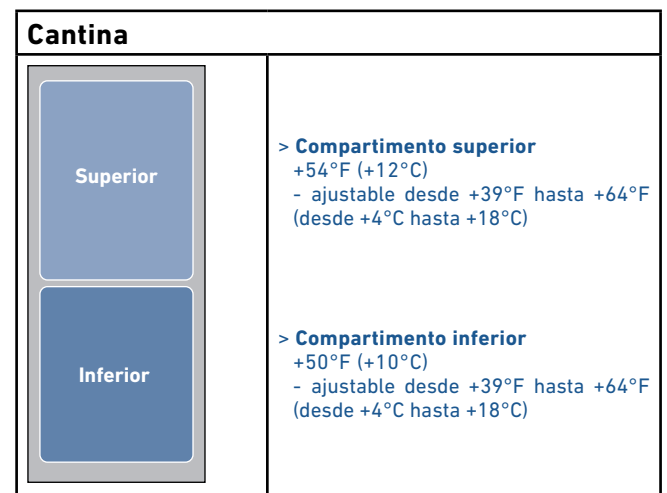 Cantina
Superior
> Compartimento superior
+54°F (+12°C)
- ajustable desde +39°F hasta +64°F
(desde +4°C hasta +18°C)
Inferior
> Compartimento inferior
+50°F (+10°C)
- ajustable desde +39°F hasta +64°F
(desde +4°C hasta +18°C)